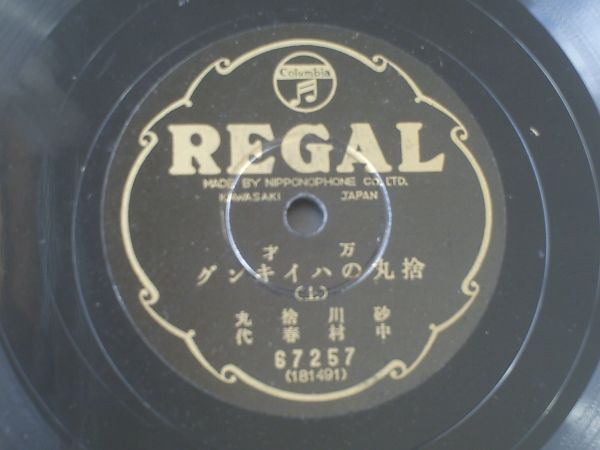 Columbia
REGAL
MADE BY NIPPONOPHONE CO., LTD.
KAWASAKI JAPAN
万才
捨丸のハイキング
(1)
砂川捨丸
中村春代
67257
(181491)